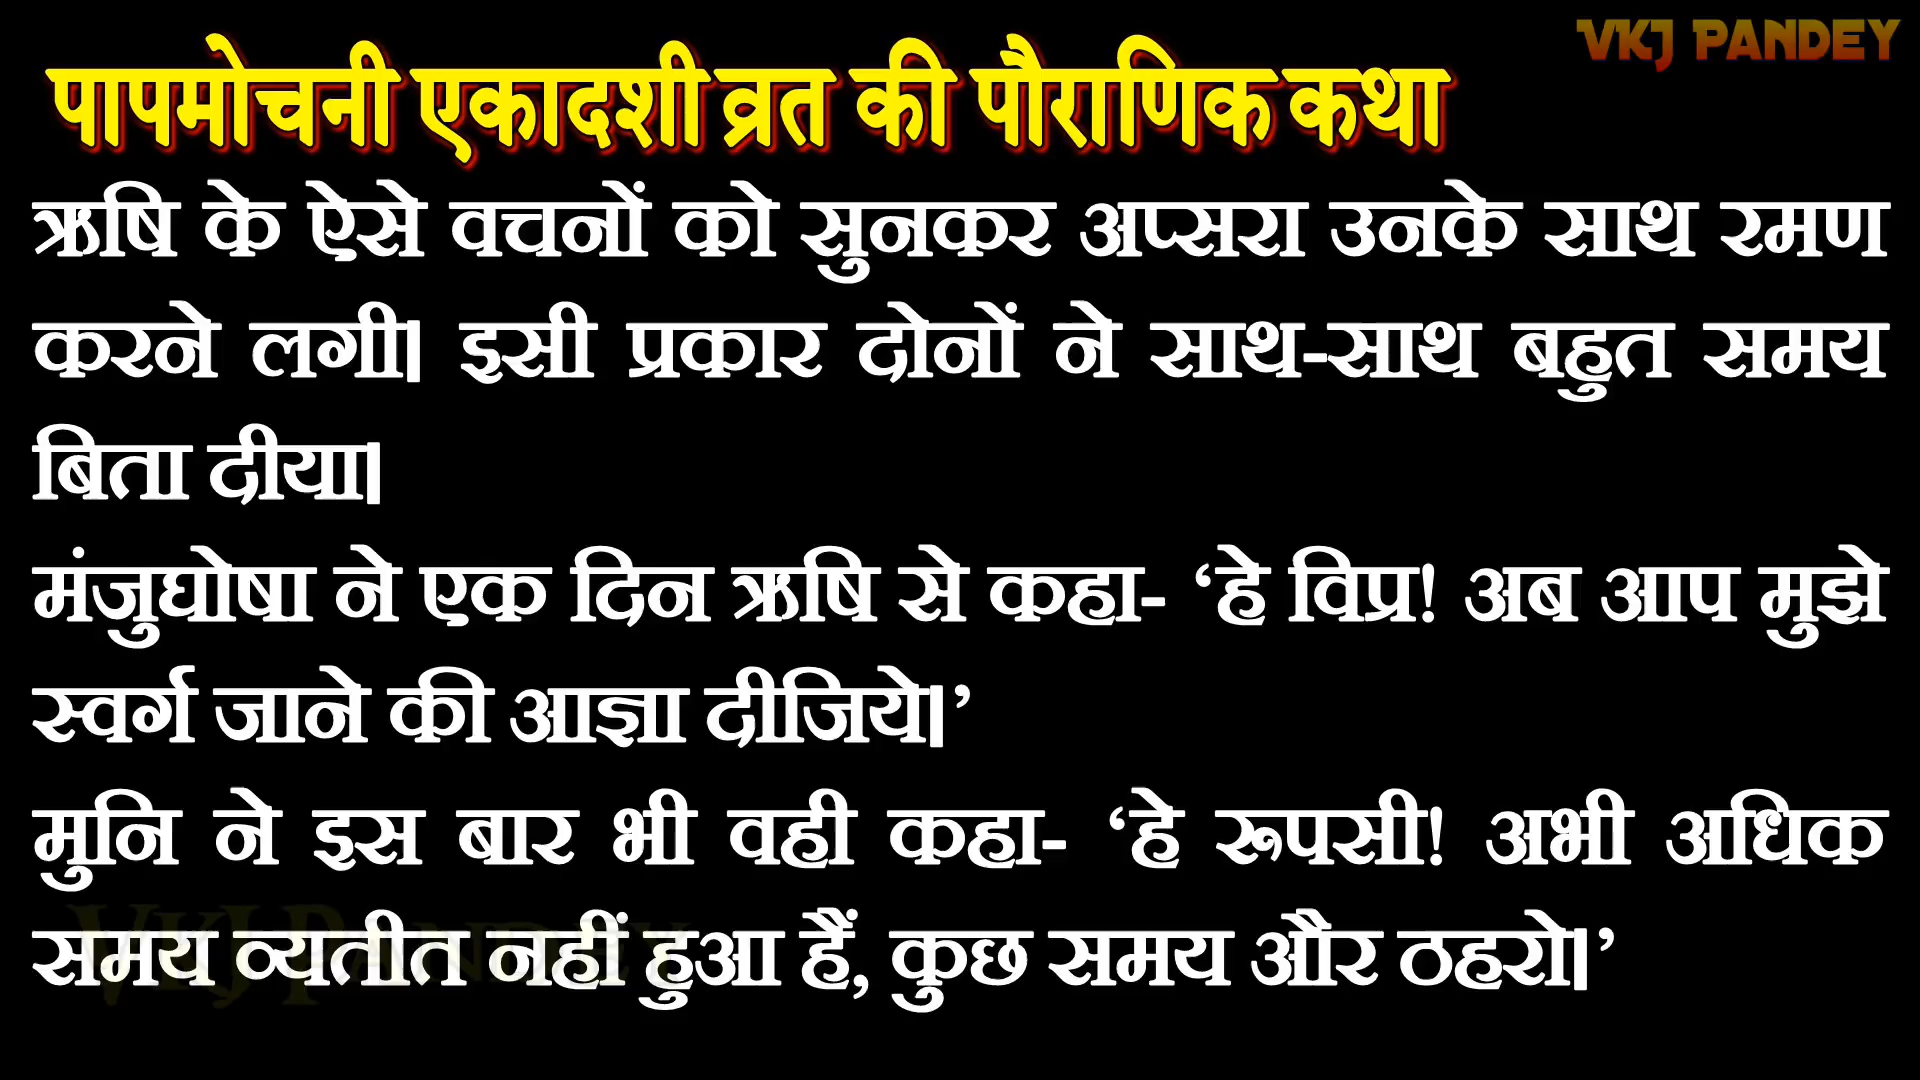 VKJ PANDEY
पापमोचनी एकादशी व्रत की पौराणिक कथा
ऋषि के ऐसे वचनों को सुनकर अप्सरा उनके साथ रमण
करने लगी। इसी प्रकार दोनों ने साथ-साथ बहुत समय
बिता दीया।
मंजुघोषा ने एक दिन ऋषि से कहा- ‘हे विप्र! अब आप मुझे
स्वर्ग जाने की आज्ञा दीजिये।’
मुनि ने इस बार भी वही कहा- ‘हे रूपसी! अभी अधिक
समय व्यतीत नहीं हुआ हैं, कुछ समय और ठहरो।’
VKJ PANDEY